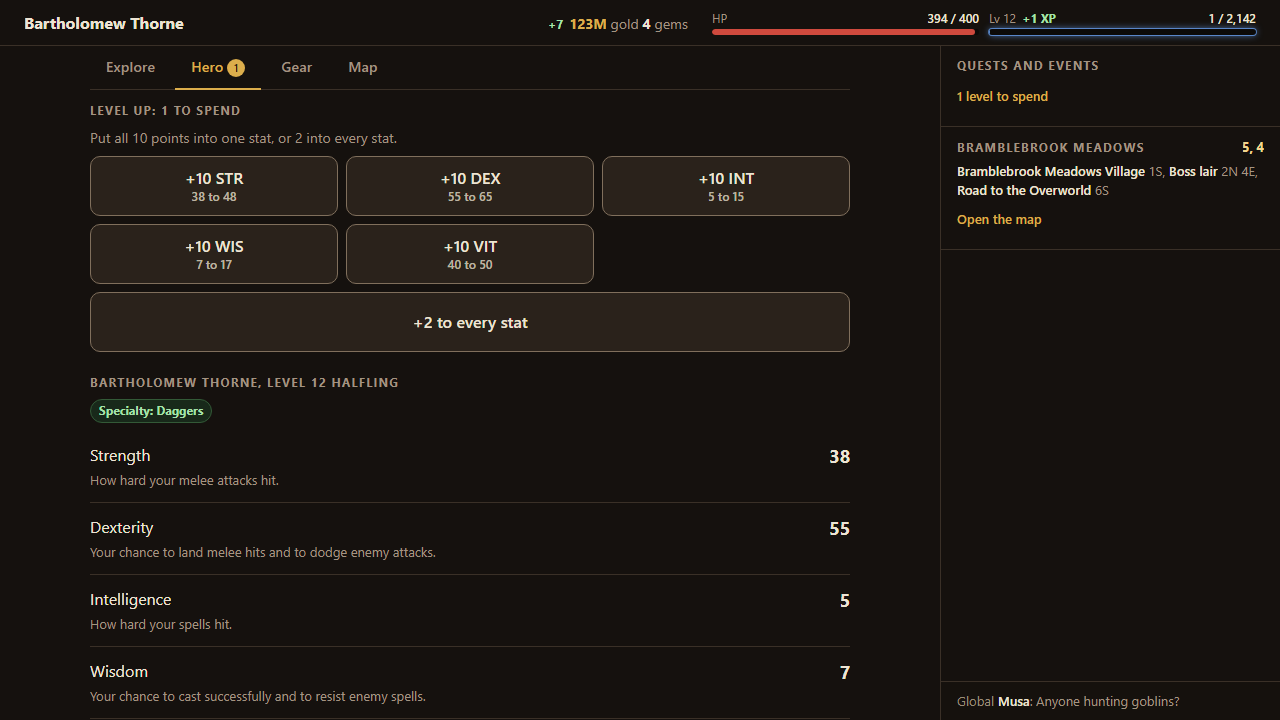 Bartholomew Thorne
+7 123M gold 4 gems
HP 394 / 400
Lv 12 +1 XP 1 / 2,142
Explore
Hero 1
Gear
Map
LEVEL UP: 1 TO SPEND
Put all 10 points into one stat, or 2 into every stat.
+10 STR
38 to 48
+10 DEX
55 to 65
+10 INT
5 to 15
+10 WIS
7 to 17
+10 VIT
40 to 50
+2 to every stat
BARTHOLOMEW THORNE, LEVEL 12 HALFLING
Specialty: Daggers
Strength 38
How hard your melee attacks hit.
Dexterity 55
Your chance to land melee hits and to dodge enemy attacks.
Intelligence 5
How hard your spells hit.
Wisdom 7
Your chance to cast successfully and to resist enemy spells.
QUESTS AND EVENTS
1 level to spend
BRAMBLEBROOK MEADOWS 5, 4
Bramblebrook Meadows Village 1S, Boss lair 2N 4E,
Road to the Overworld 6S
Open the map
Global Musa: Anyone hunting goblins?